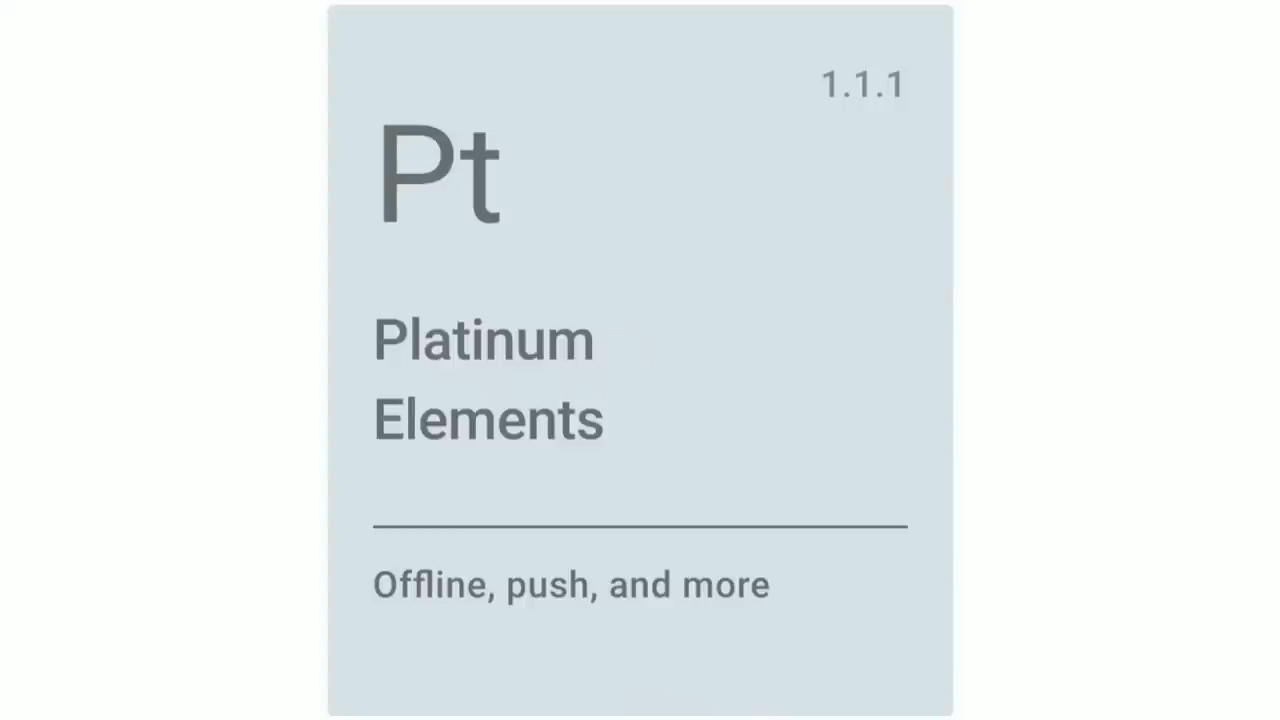 1.1.1
Pt
Platinum
Elements
Offline, push, and more